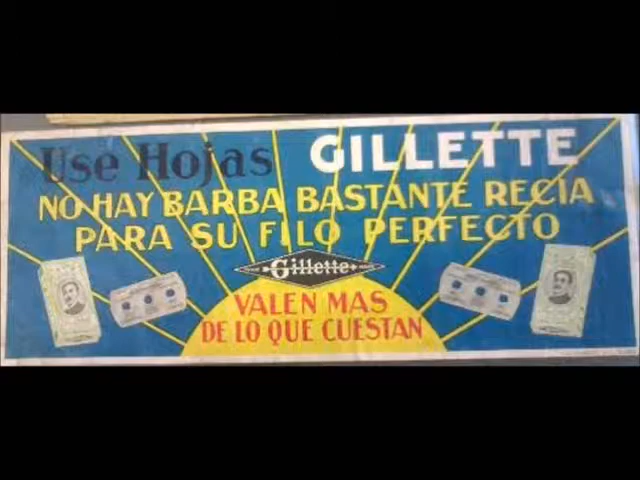 Use Hojas GILLETTE
NO HAY BARBA BASTANTE RECIA
PARA SU FILO PERFECTO
Gillette
VALEN MAS
DE LO QUE CUESTAN